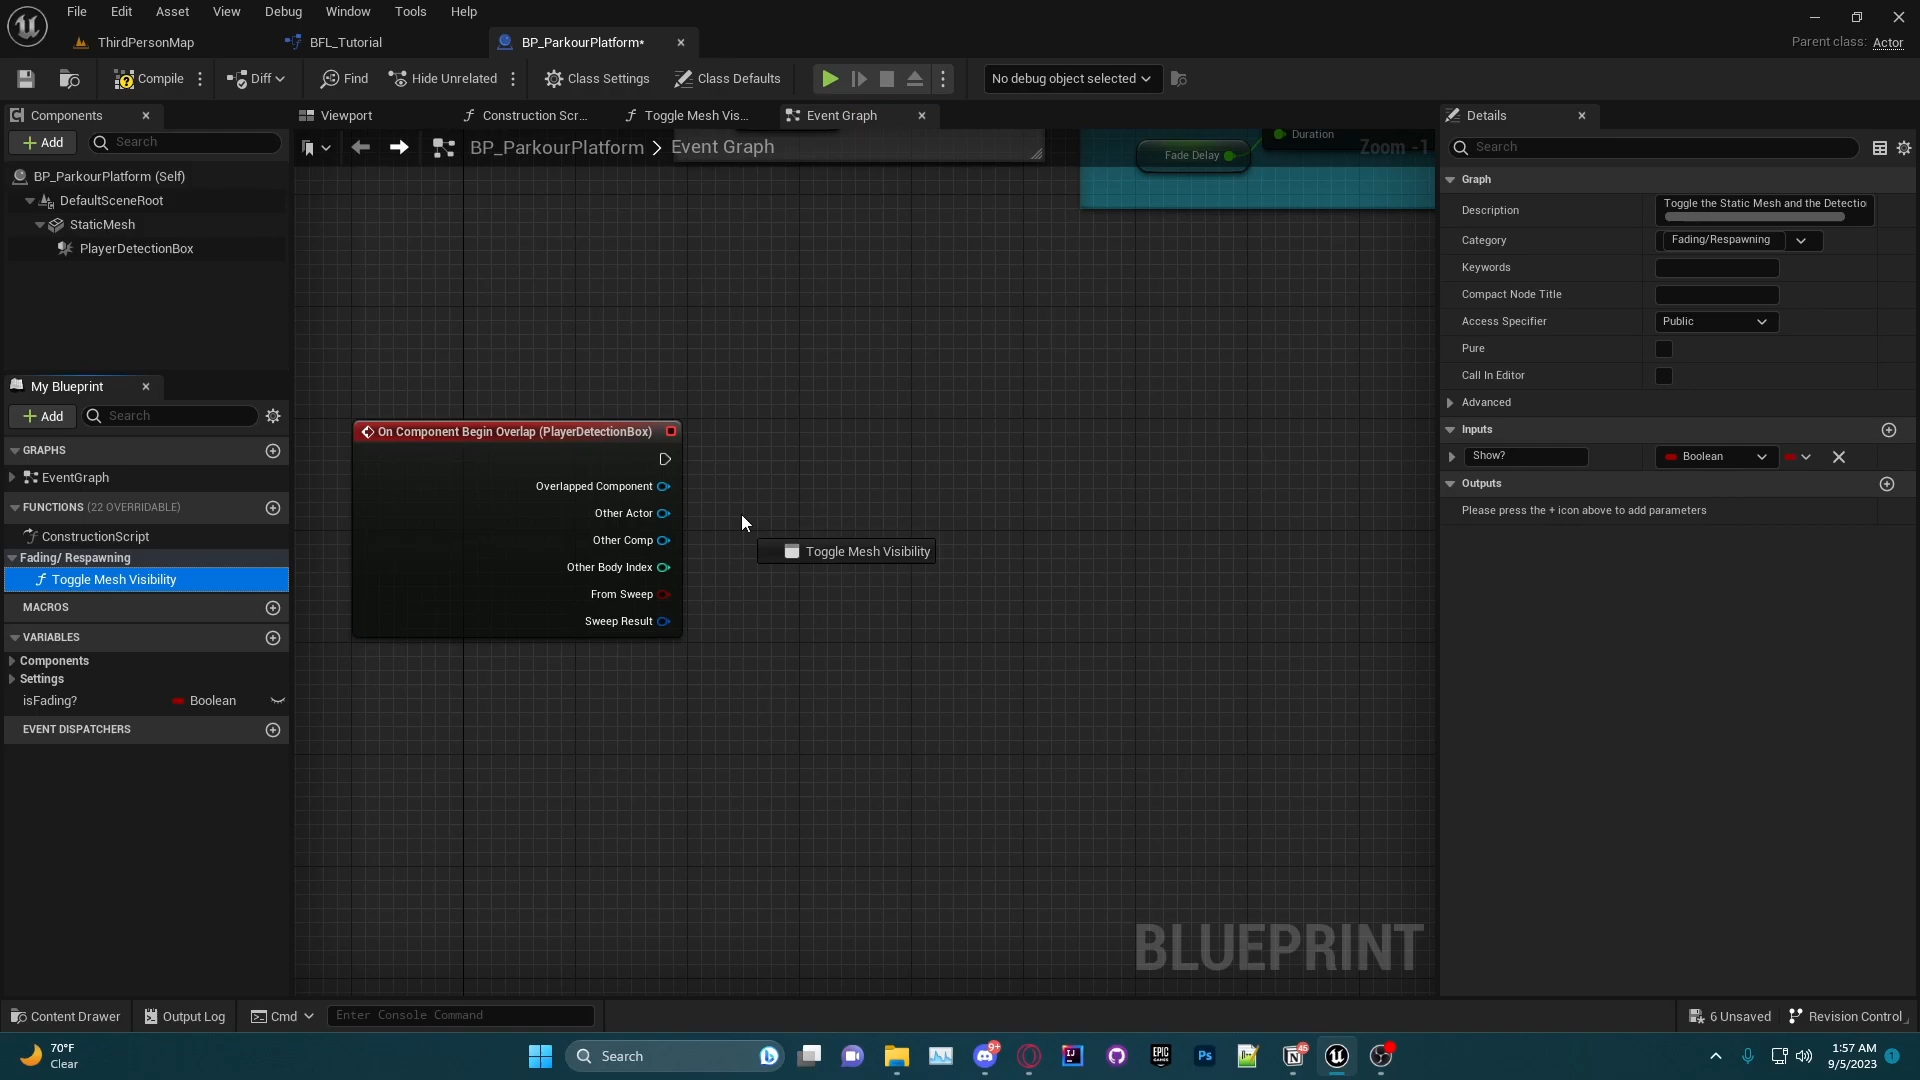 File Edit Asset View Debug Window Tools Help
ThirdPersonMap BFL_Tutorial BP_ParkourPlatform* Parent class: Actor
Compile Diff Find Hide Unrelated Class Settings Class Defaults No debug object selected
Components Viewport Construction Scr... Toggle Mesh Vis... Event Graph Details
Add Search BP_ParkourPlatform > Event Graph Search
Duration
Fade Delay
Zoom -1
BP_ParkourPlatform (Self)
DefaultSceneRoot
StaticMesh
PlayerDetectionBox
My Blueprint
Add Search
GRAPHS
EventGraph
FUNCTIONS (22 OVERRIDABLE)
ConstructionScript
Fading/ Respawning
Toggle Mesh Visibility
MACROS
VARIABLES
Components
Settings
isFading? Boolean
EVENT DISPATCHERS
On Component Begin Overlap (PlayerDetectionBox)
Overlapped Component
Other Actor
Other Comp
Other Body Index
From Sweep
Sweep Result
Toggle Mesh Visibility
BLUEPRINT
Graph
Description Toggle the Static Mesh and the Detectio
Category Fading/Respawning
Keywords
Compact Node Title
Access Specifier Public
Pure
Call In Editor
Advanced
Inputs
Show? Boolean
Outputs
Please press the + icon above to add parameters
Content Drawer Output Log Cmd Enter Console Command 6 Unsaved Revision Control
70°F
Clear
Search
9+
IJ
EPIC
GAMES
Ps
45
1:57 AM
9/5/2023
1